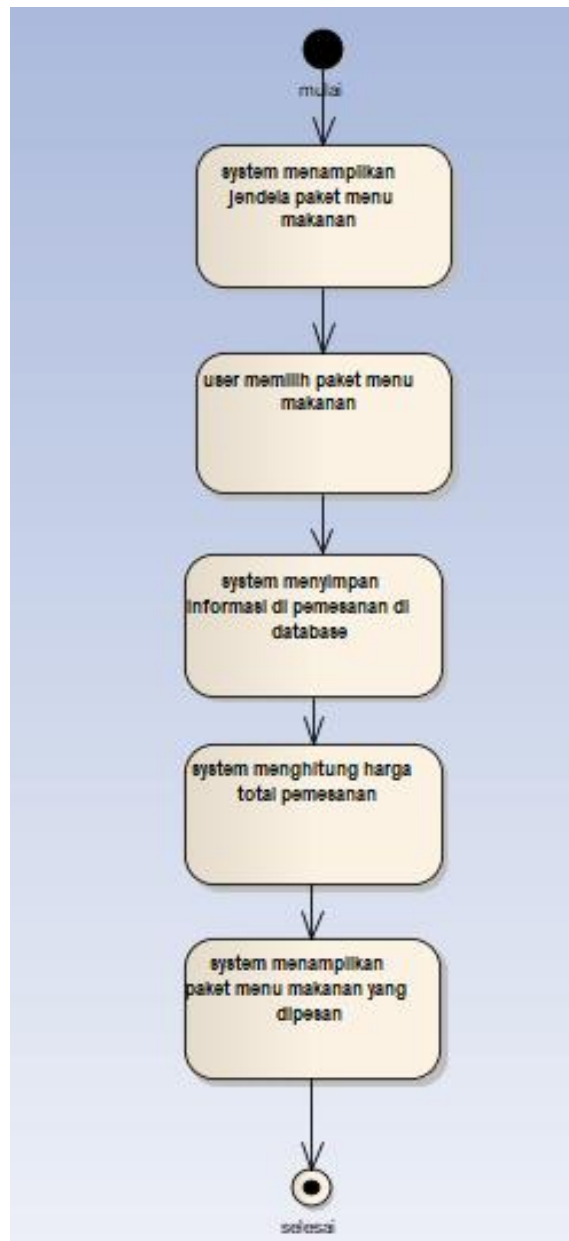 mulai
system menampilkan
jendela paket menu
makanan
user memilih paket menu
makanan
system menyimpan
informasi di pemesanan di
database
system menghitung harga
total pemesanan
system menampilkan
paket menu makanan yang
dipesan
selesai